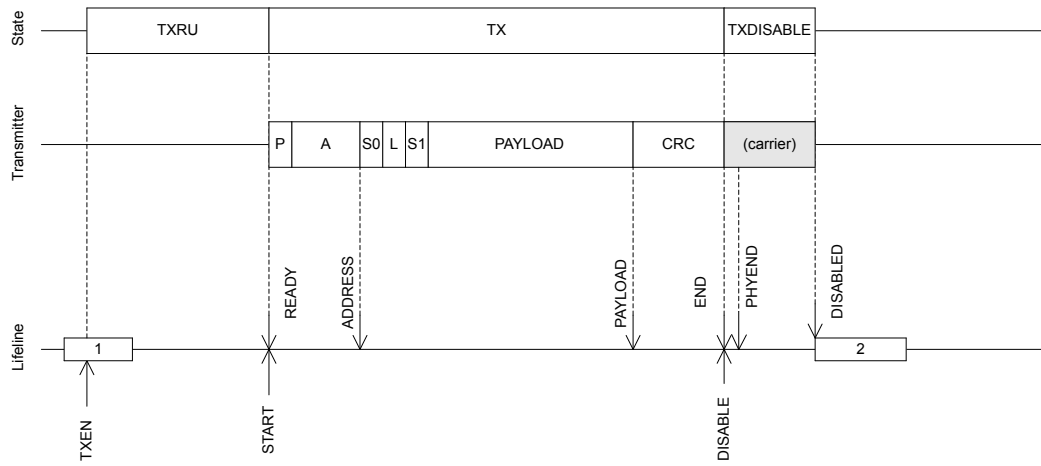 State
TXRU
TX
TXDISABLE
Transmitter
P
A
S0
L
S1
PAYLOAD
CRC
(carrier)
READY
ADDRESS
PAYLOAD
END
PHYEND
DISABLED
Lifeline
1
2
TXEN
START
DISABLE